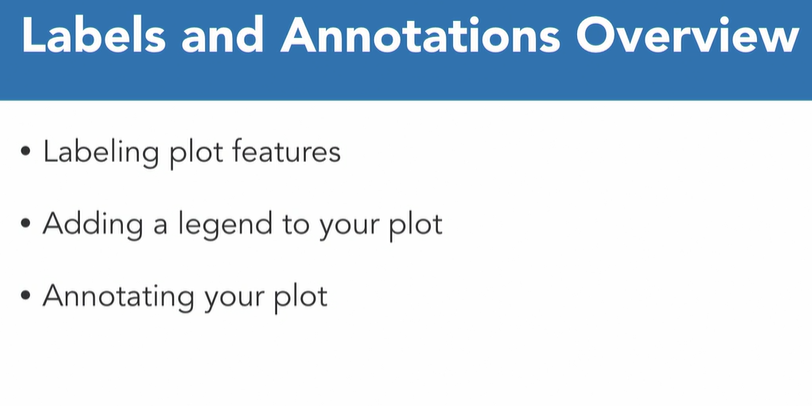 Labels and Annotations Overview
• Labeling plot features
• Adding a legend to your plot
• Annotating your plot